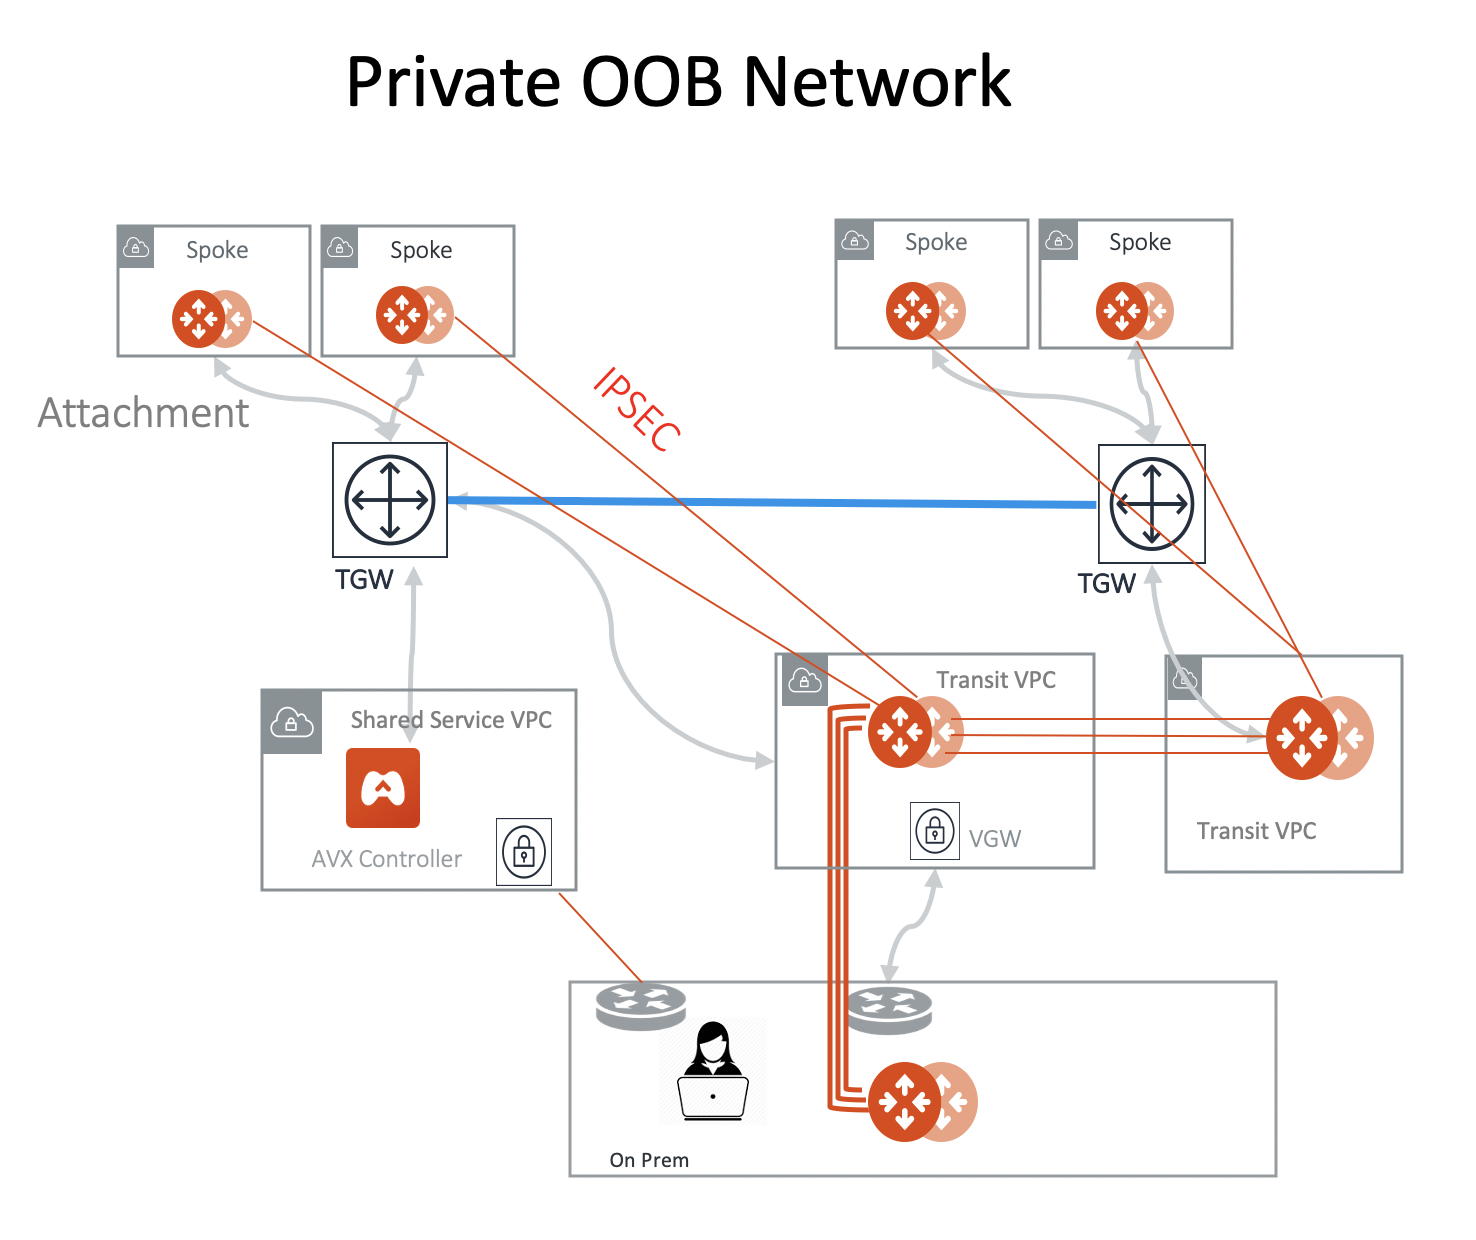 Private OOB Network
Spoke
Spoke
Spoke
Spoke
Attachment
IPSEC
TGW
TGW
Shared Service VPC
AVX Controller
Transit VPC
VGW
Transit VPC
On Prem